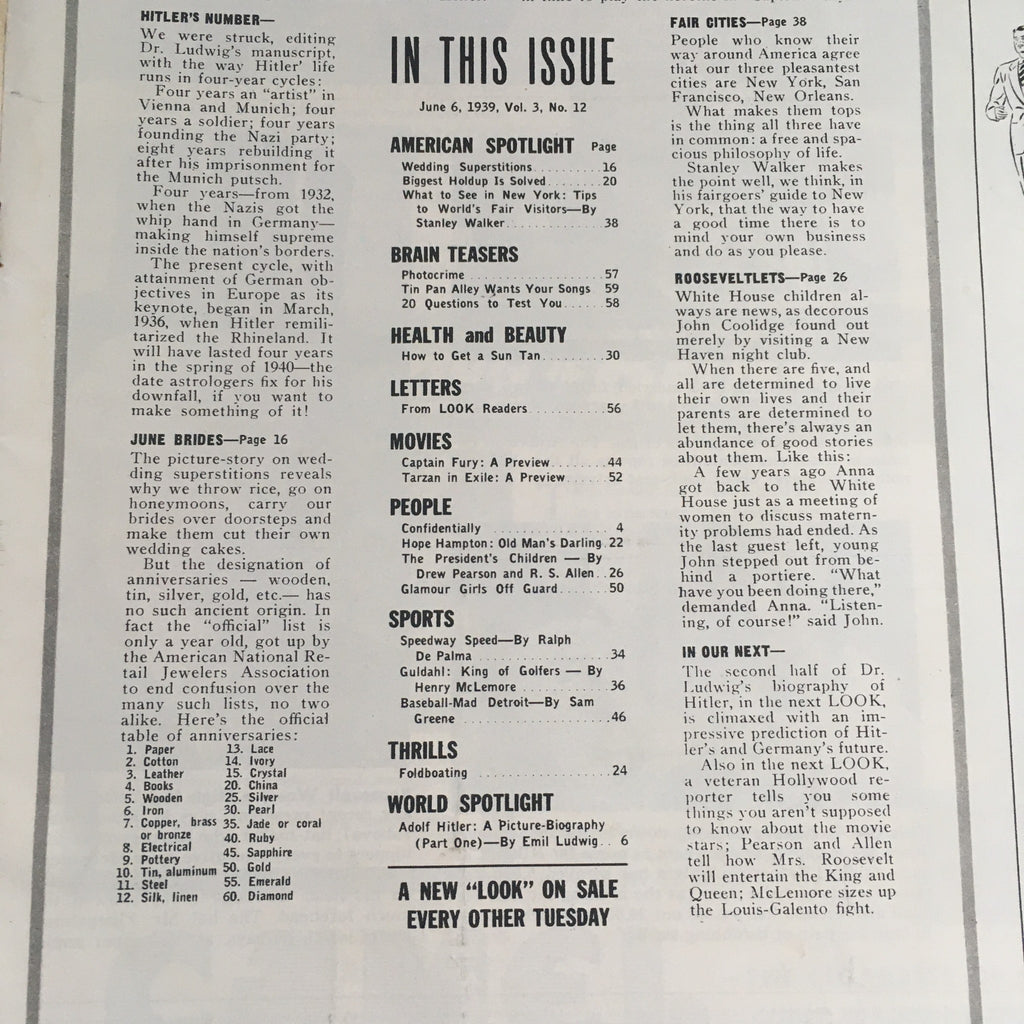 HITLER'S NUMBER—
We were struck, editing
Dr. Ludwig's manuscript,
with the way Hitler' life
runs in four-year cycles:
Four years an "artist" in
Vienna and Munich; four
years a soldier; four years
founding the Nazi party;
eight years rebuilding it
after his imprisonment for
the Munich putsch.
Four years—from 1932,
when the Nazis got the
whip hand in Germany—
making himself supreme
inside the nation's borders.
The present cycle, with
attainment of German ob-
jectives in Europe as its
keynote, began in March,
1936, when Hitler remili-
tarized the Rhineland. It
will have lasted four years
in the spring of 1940—the
date astrologers fix for his
downfall, if you want to
make something of it!
JUNE BRIDES—Page 16
The picture-story on wed-
ding superstitions reveals
why we throw rice, go on
honeymoons, carry our
brides over doorsteps and
make them cut their own
wedding cakes.
But the designation of
anniversaries — wooden,
tin, silver, gold, etc.— has
no such ancient origin. In
fact the "official" list is
only a year old, got up by
the American National Re-
tail Jewelers Association
to end confusion over the
many such lists, no two
alike. Here's the official
table of anniversaries:
1. Paper
2. Cotton
3. Leather
4. Books
5. Wooden
6. Iron
7. Copper, brass
or bronze
8. Electrical
9. Pottery
10. Tin, aluminum
11. Steel
12. Silk, linen
13. Lace
14. Ivory
15. Crystal
20. China
25. Silver
30. Pearl
35. Jade or coral
40. Ruby
45. Sapphire
50. Gold
55. Emerald
60. Diamond
IN THIS ISSUE
June 6, 1939, Vol. 3, No. 12
AMERICAN SPOTLIGHT Page
Wedding Superstitions..........16
Biggest Holdup Is Solved........20
What to See in New York: Tips
to World's Fair Visitors—By
Stanley Walker.............38
BRAIN TEASERS
Photocrime ..................57
Tin Pan Alley Wants Your Songs 59
20 Questions to Test You......58
HEALTH and BEAUTY
How to Get a Sun Tan.........30
LETTERS
From LOOK Readers...........56
MOVIES
Captain Fury: A Preview........44
Tarzan in Exile: A Preview......52
PEOPLE
Confidentially .................. 4
Hope Hampton: Old Man's Darling.22
The President's Children — By
Drew Pearson and R. S. Allen..26
Glamour Girls Off Guard.......50
SPORTS
Speedway Speed—By Ralph
De Palma ..................34
Guldahl: King of Golfers — By
Henry McLemore ............36
Baseball-Mad Detroit—By Sam
Greene ....................46
THRILLS
Foldboating ..................24
WORLD SPOTLIGHT
Adolf Hitler: A Picture-Biography
(Part One)—By Emil Ludwig.. 6
A NEW "LOOK" ON SALE
EVERY OTHER TUESDAY
FAIR CITIES—Page 38
People who know their
way around America agree
that our three pleasantest
cities are New York, San
Francisco, New Orleans.
What makes them tops
is the thing all three have
in common: a free and spa-
cious philosophy of life.
Stanley Walker makes
the point well, we think, in
his fairgoers' guide to New
York, that the way to have
a good time there is to
mind your own business
and do as you please.
ROOSEVELTLETS—Page 26
White House children al-
ways are news, as decorous
John Coolidge found out
merely by visiting a New
Haven night club.
When there are five, and
all are determined to live
their own lives and their
parents are determined to
let them, there's always an
abundance of good stories
about them. Like this:
A few years ago Anna
got back to the White
House just as a meeting of
women to discuss matern-
ity problems had ended. As
the last guest left, young
John stepped out from be-
hind a portiere. "What
have you been doing there,"
demanded Anna. "Listen-
ing, of course!" said John.
IN OUR NEXT—
The second half of Dr.
Ludwig's biography of
Hitler, in the next LOOK,
is climaxed with an im-
pressive prediction of Hit-
ler's and Germany's future.
Also in the next LOOK,
a veteran Hollywood re-
porter tells you some
things you aren't supposed
to know about the movie
stars; Pearson and Allen
tell how Mrs. Roosevelt
will entertain the King and
Queen; McLemore sizes up
the Louis-Galento fight.